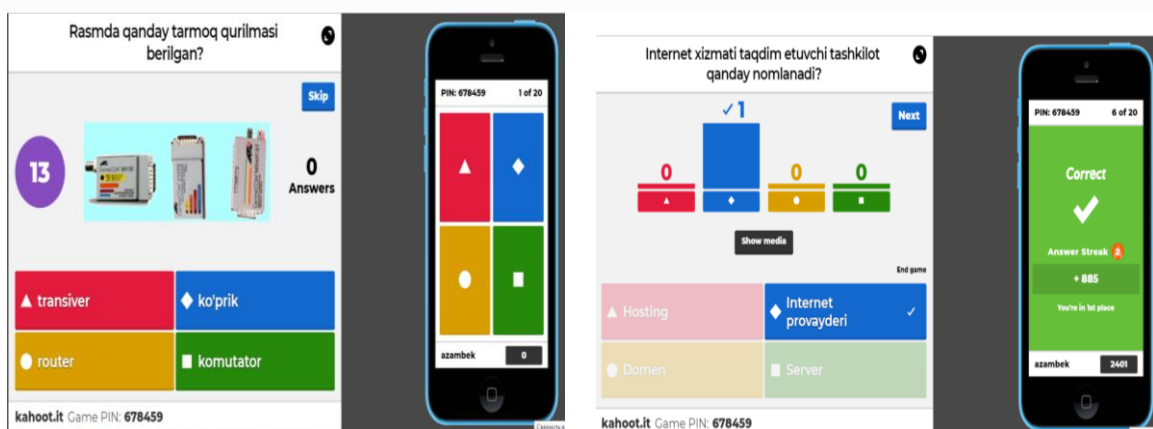 Rasmda qanday tarmoq qurilmasi
berilgan?
Skip
13
0
Answers
transiver
ko'prik
router
komutator
kahoot.it Game PIN: 678459
PIN: 678459 1 of 20
azambek 0
Internet xizmati taqdim etuvchi tashkilot
qanday nomlanadi?
Next
0
1
0
0
Show media
End game
Hosting
Internet
provayderi
Domen
Server
kahoot.it Game PIN: 678459
PIN: 678459 6 of 20
Correct
Answer Streak 2
+ 885
You're in 1st place
azambek 2401